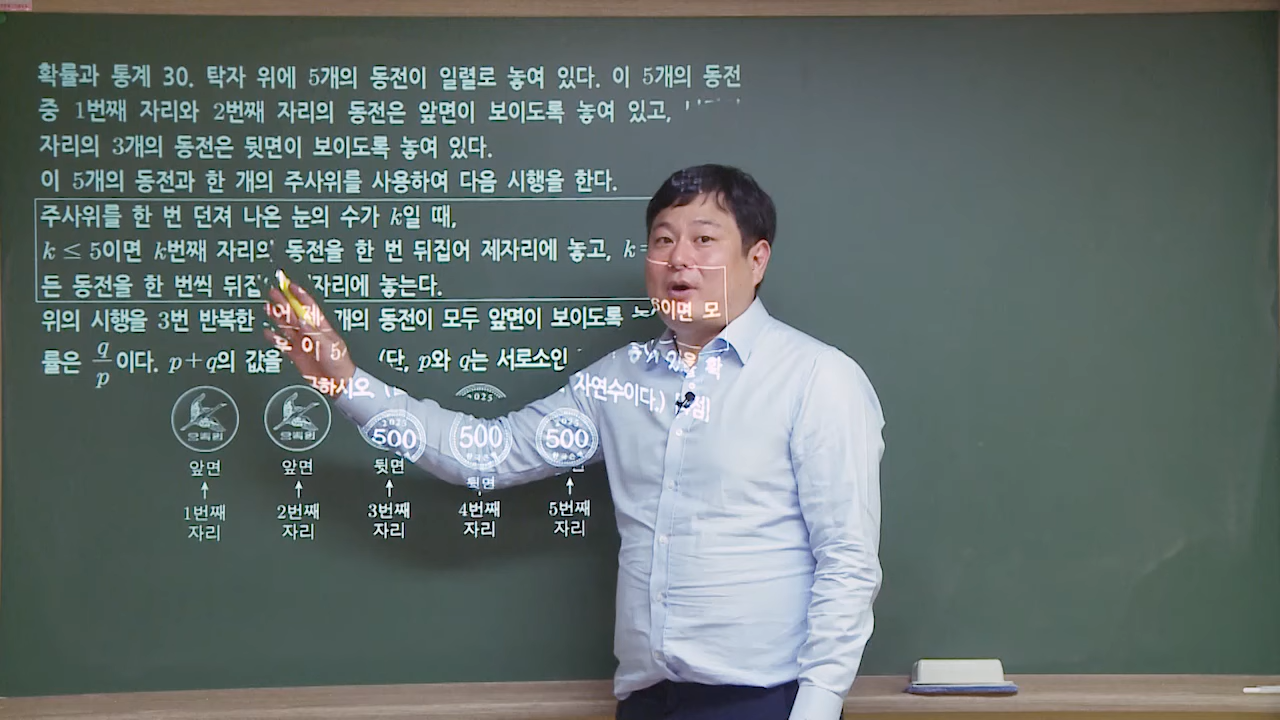 확률과 통계 30. 탁자 위에 5개의 동전이 일렬로 놓여 있다. 이 5개의 동전
중 1번째 자리와 2번째 자리의 동전은 앞면이 보이도록 놓여 있고,
자리의 3개의 동전은 뒷면이 보이도록 놓여 있다.
이 5개의 동전과 한 개의 주사위를 사용하여 다음 시행을 한다.
주사위를 한 번 던져 나온 눈의 수가 k일 때,
k ≤ 5이면 k번째 자리의 동전을 한 번 뒤집어 제자리에 놓고, k = 6이면 모
든 동전을 한 번씩 뒤집어 제자리에 놓는다.
위의 시행을 3번 반복한 이 5개의 동전이 모두 앞면이 보이도록 놓여 있을 확
률은 q/p이다. p+q의 값을 구하시오. (단, p와 q는 서로소인 자연수이다.)
2025 2025
500 500 500
앞면 앞면 뒷면 뒷면
1번째 2번째 3번째 4번째 5번째
자리 자리 자리 자리 자리